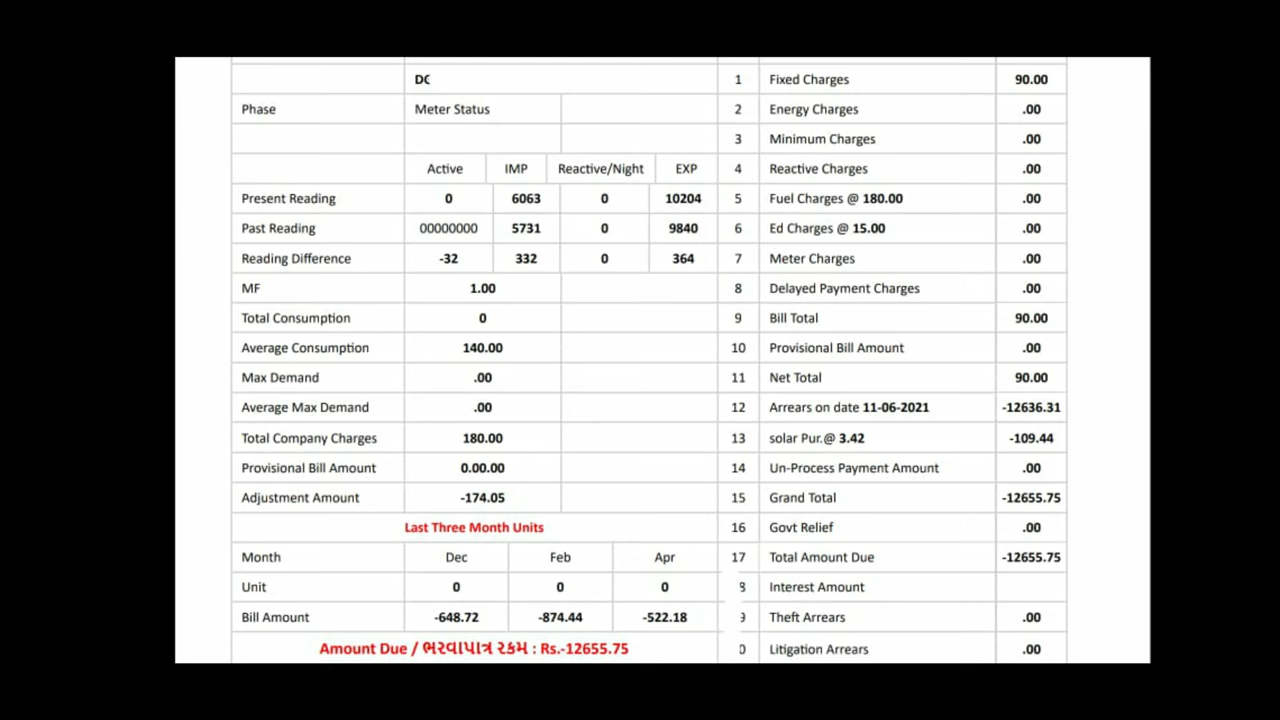 DC 1 Fixed Charges 90.00
Phase Meter Status 2 Energy Charges .00
3 Minimum Charges .00
Active IMP Reactive/Night EXP 4 Reactive Charges .00
Present Reading 0 6063 0 10204 5 Fuel Charges @ 180.00 .00
Past Reading 00000000 5731 0 9840 6 Ed Charges @ 15.00 .00
Reading Difference -32 332 0 364 7 Meter Charges .00
MF 1.00 8 Delayed Payment Charges .00
Total Consumption 0 9 Bill Total 90.00
Average Consumption 140.00 10 Provisional Bill Amount .00
Max Demand .00 11 Net Total 90.00
Average Max Demand .00 12 Arrears on date 11-06-2021 -12636.31
Total Company Charges 180.00 13 solar Pur.@ 3.42 -109.44
Provisional Bill Amount 0.00.00 14 Un-Process Payment Amount .00
Adjustment Amount -174.05 15 Grand Total -12655.75
Last Three Month Units 16 Govt Relief .00
Month Dec Feb Apr 17 Total Amount Due -12655.75
Unit 0 0 0 8 Interest Amount
Bill Amount -648.72 -874.44 -522.18 9 Theft Arrears .00
Amount Due / ભરવાપાત્ર રકમ : Rs.-12655.75 0 Litigation Arrears .00